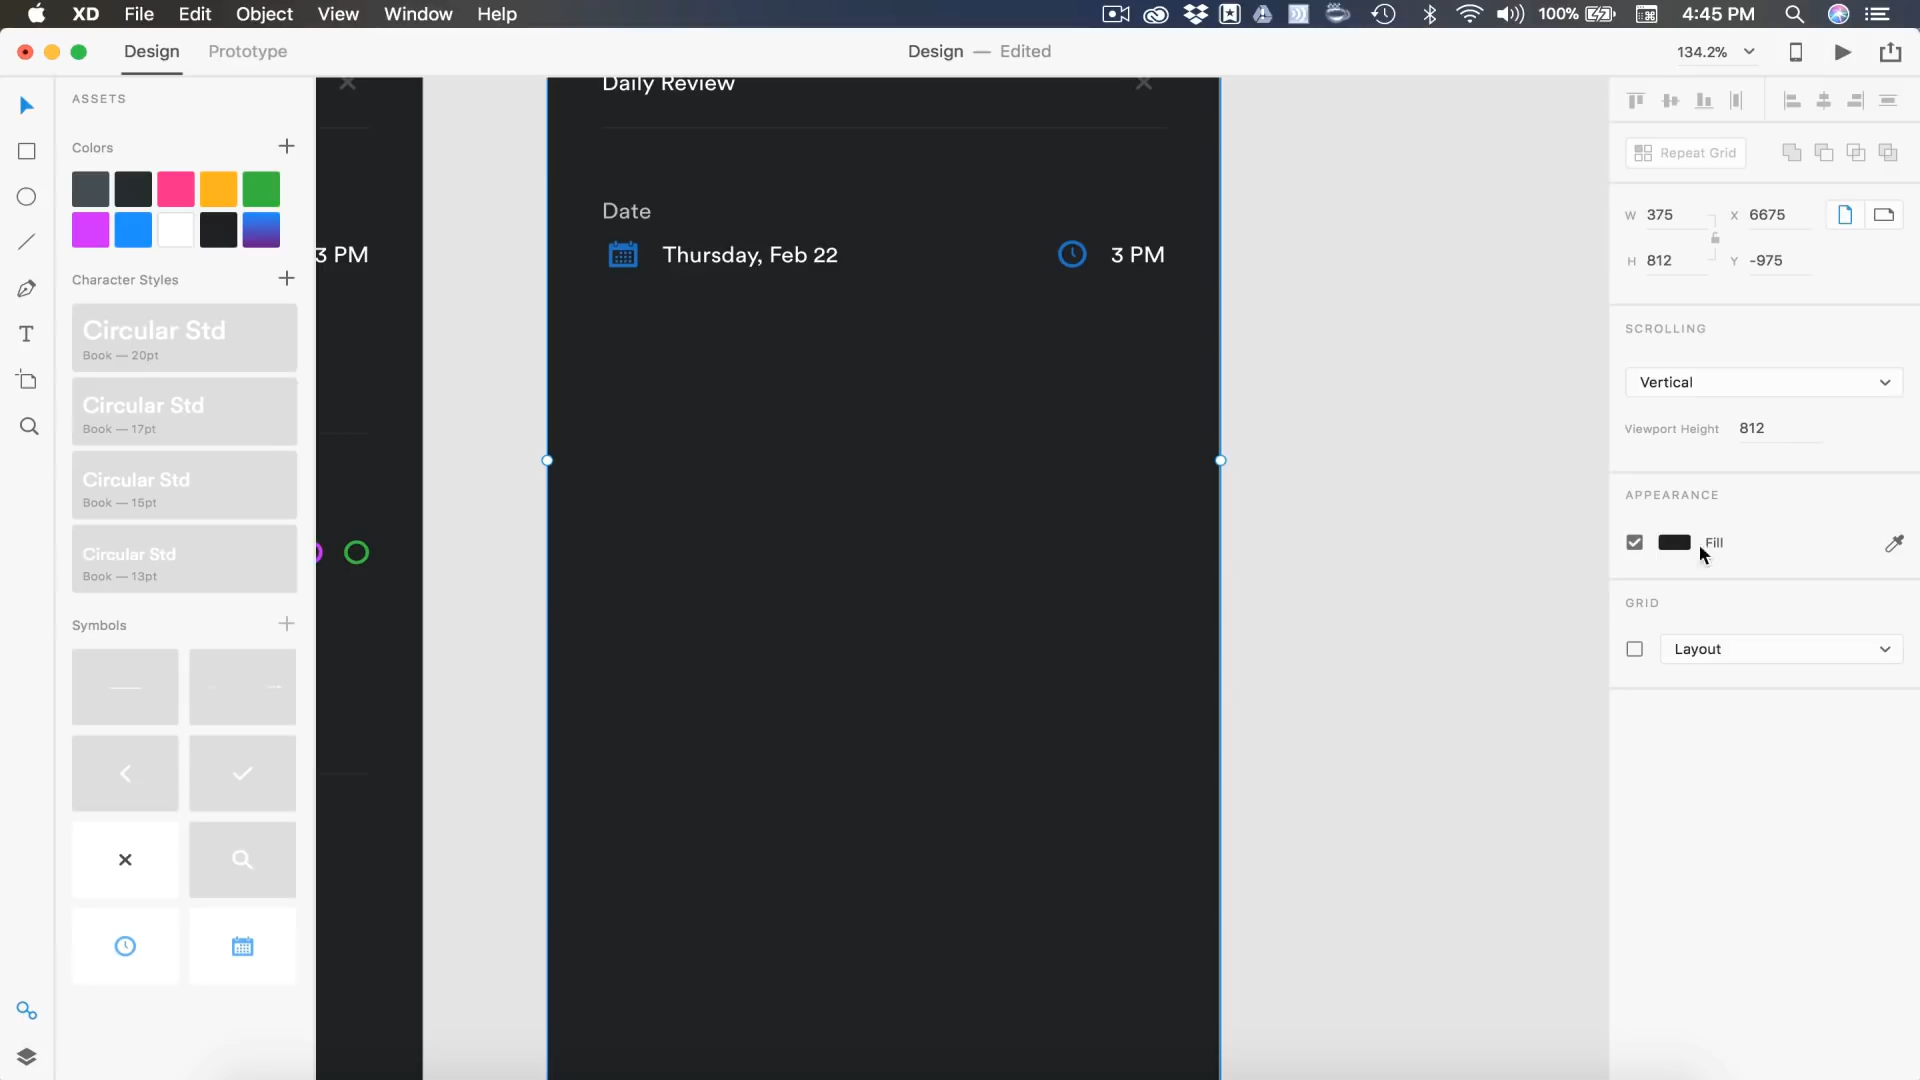 XD File Edit Object View Window Help 100% 4:45 PM
Design Prototype Design — Edited 134.2%
ASSETS
Colors
Character Styles
Circular Std
Book — 20pt
Circular Std
Book — 17pt
Circular Std
Book — 15pt
Circular Std
Book — 13pt
Symbols
3 PM
Daily Review
Date
Thursday, Feb 22 3 PM
Repeat Grid
W 375 X 6675
H 812 Y -975
SCROLLING
Vertical
Viewport Height 812
APPEARANCE
Fill
GRID
Layout